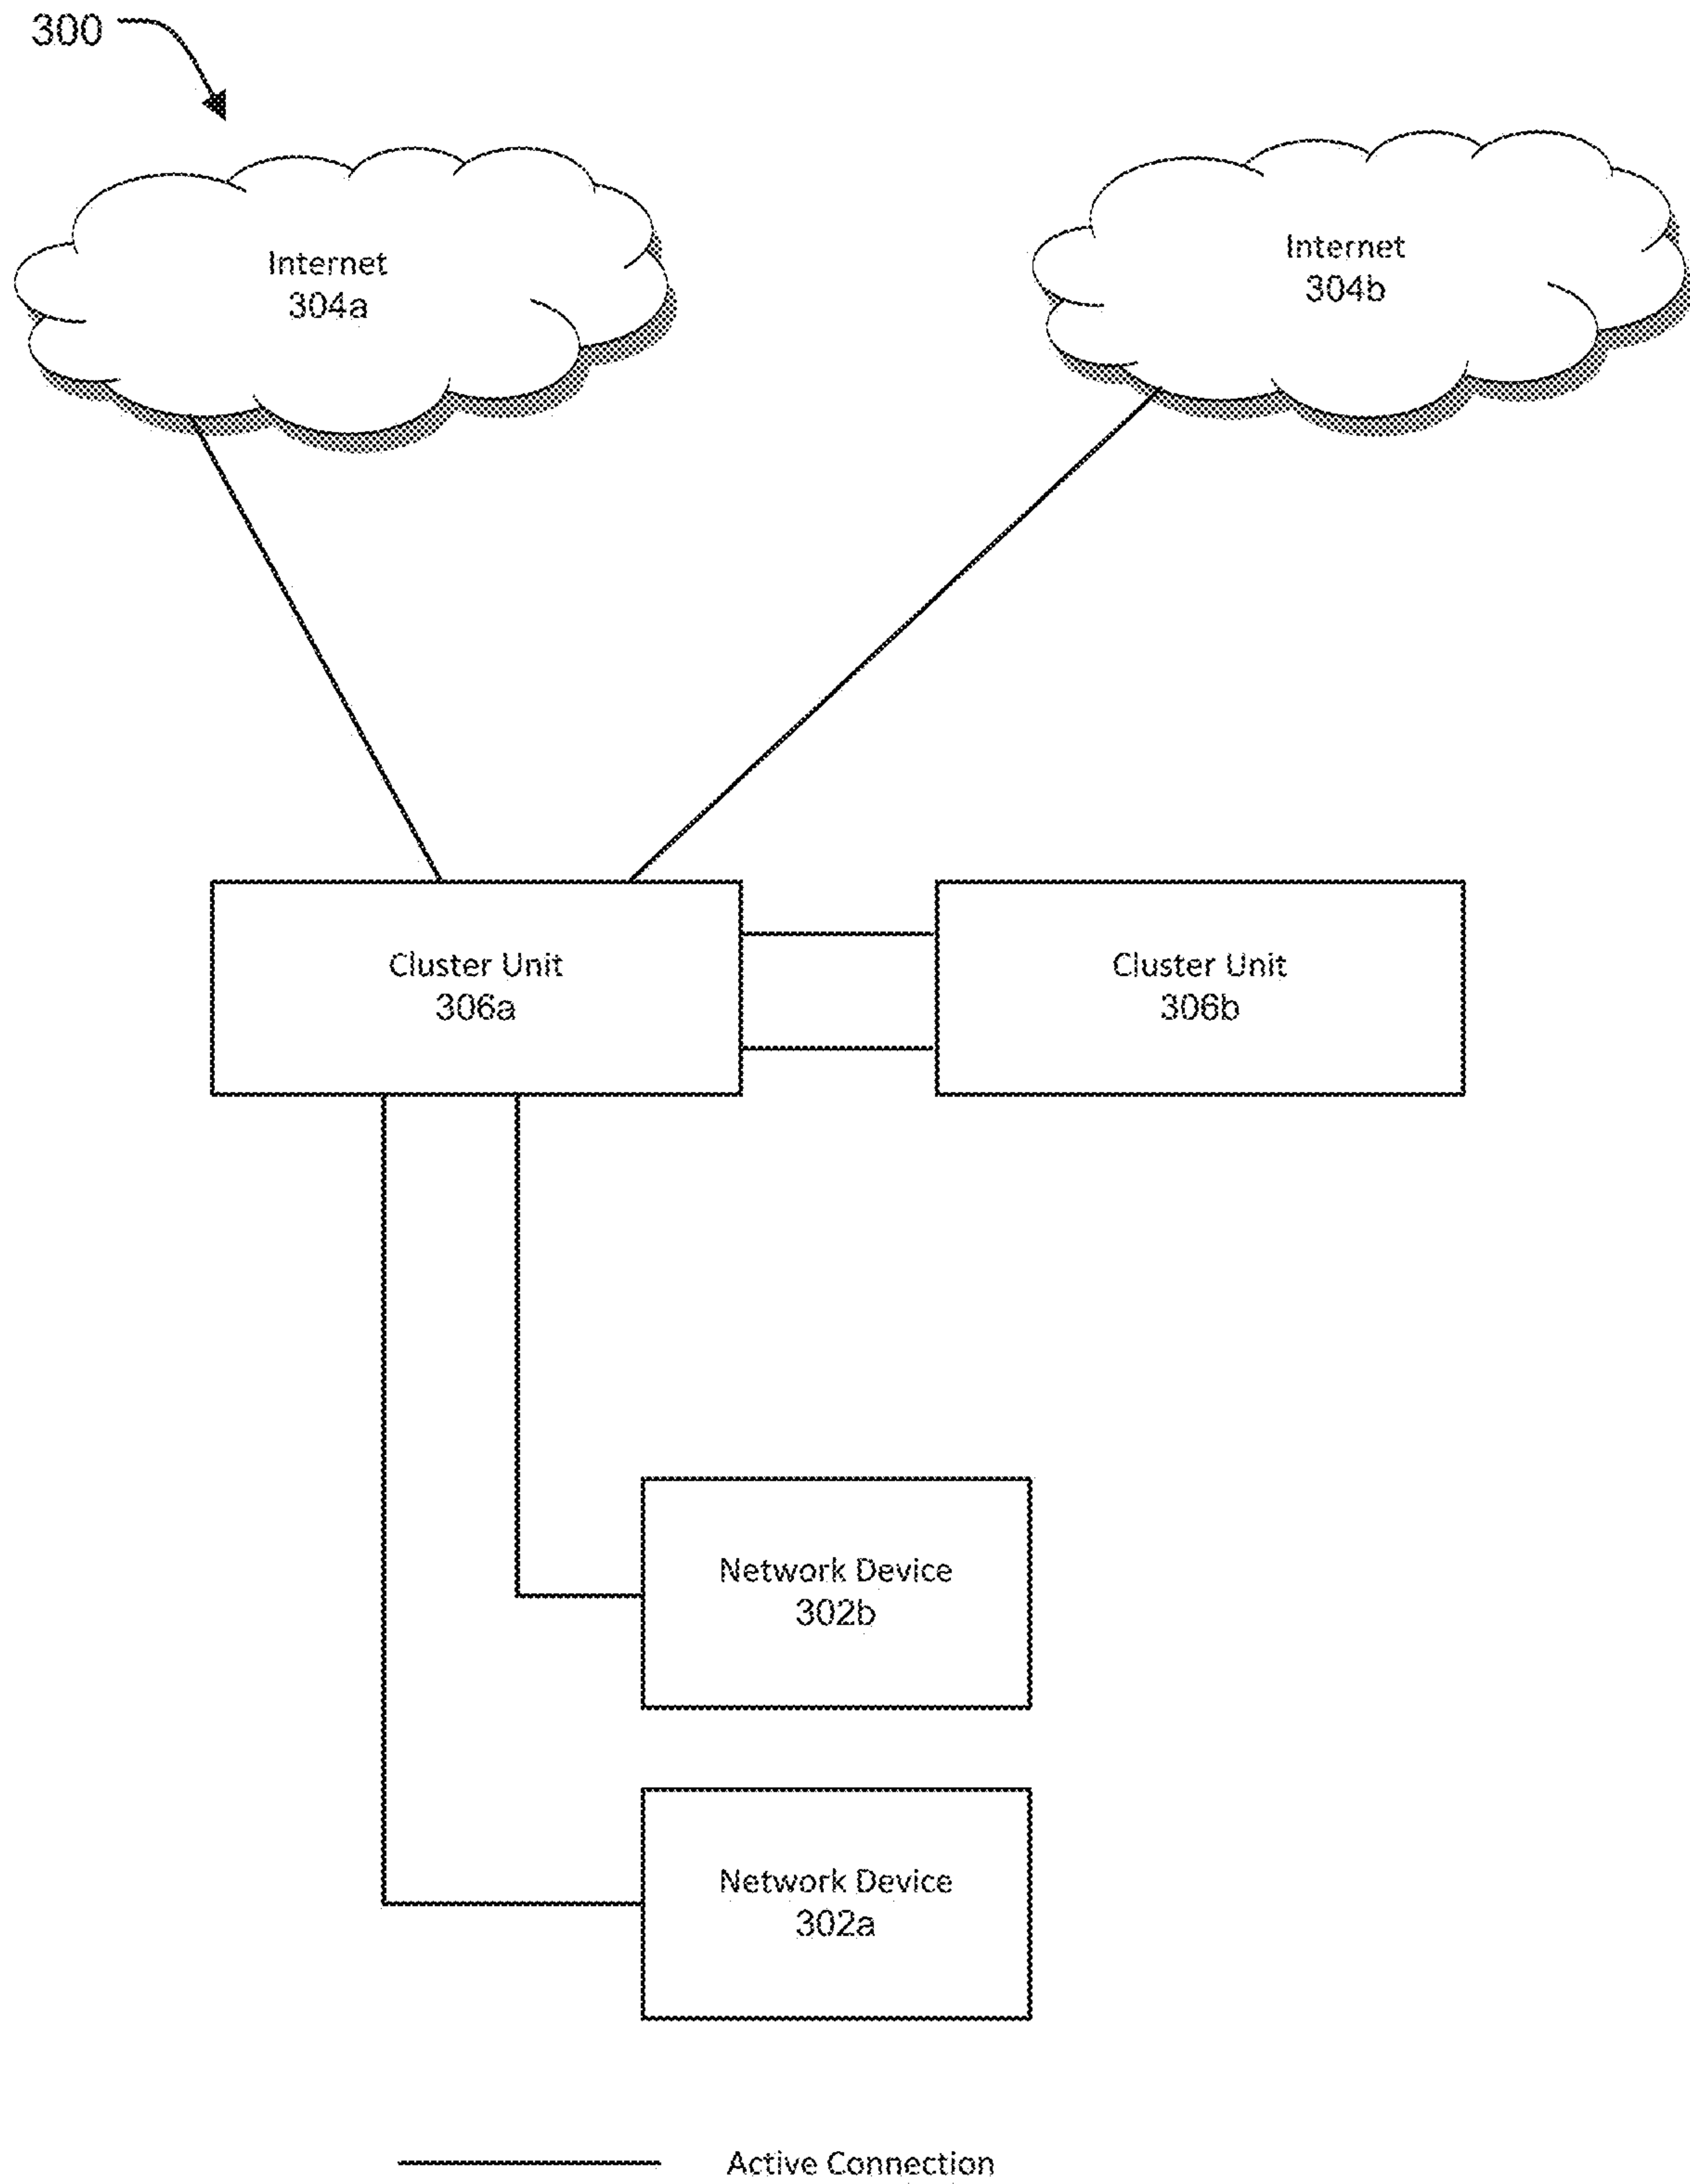 300
Internet
304a
Internet
304b
Cluster Unit
306a
Cluster Unit
306b
Network Device
302b
Network Device
302a
Active Connection